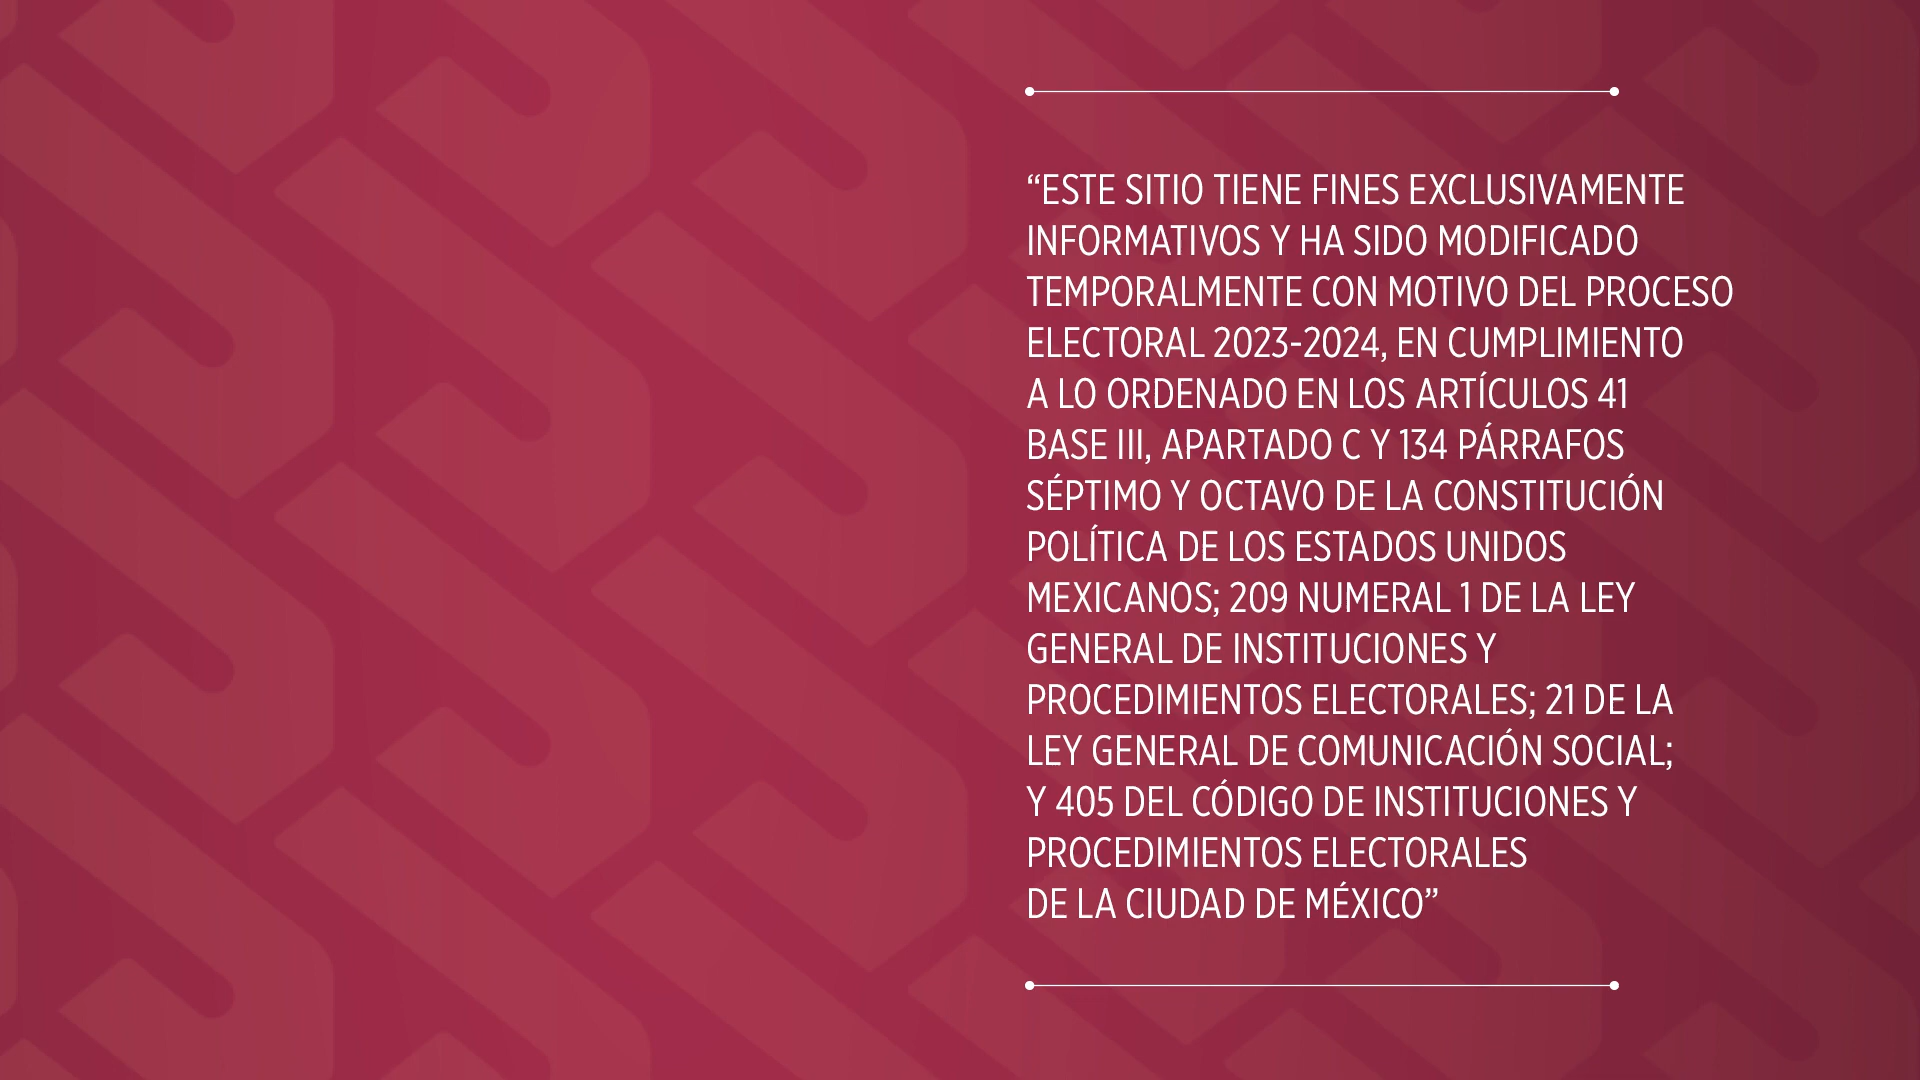 “ESTE SITIO TIENE FINES EXCLUSIVAMENTE
INFORMATIVOS Y HA SIDO MODIFICADO
TEMPORALMENTE CON MOTIVO DEL PROCESO
ELECTORAL 2023-2024, EN CUMPLIMIENTO
A LO ORDENADO EN LOS ARTÍCULOS 41
BASE III, APARTADO C Y 134 PÁRRAFOS
SÉPTIMO Y OCTAVO DE LA CONSTITUCIÓN
POLÍTICA DE LOS ESTADOS UNIDOS
MEXICANOS; 209 NUMERAL 1 DE LA LEY
GENERAL DE INSTITUCIONES Y
PROCEDIMIENTOS ELECTORALES; 21 DE LA
LEY GENERAL DE COMUNICACIÓN SOCIAL;
Y 405 DEL CÓDIGO DE INSTITUCIONES Y
PROCEDIMIENTOS ELECTORALES
DE LA CIUDAD DE MÉXICO”